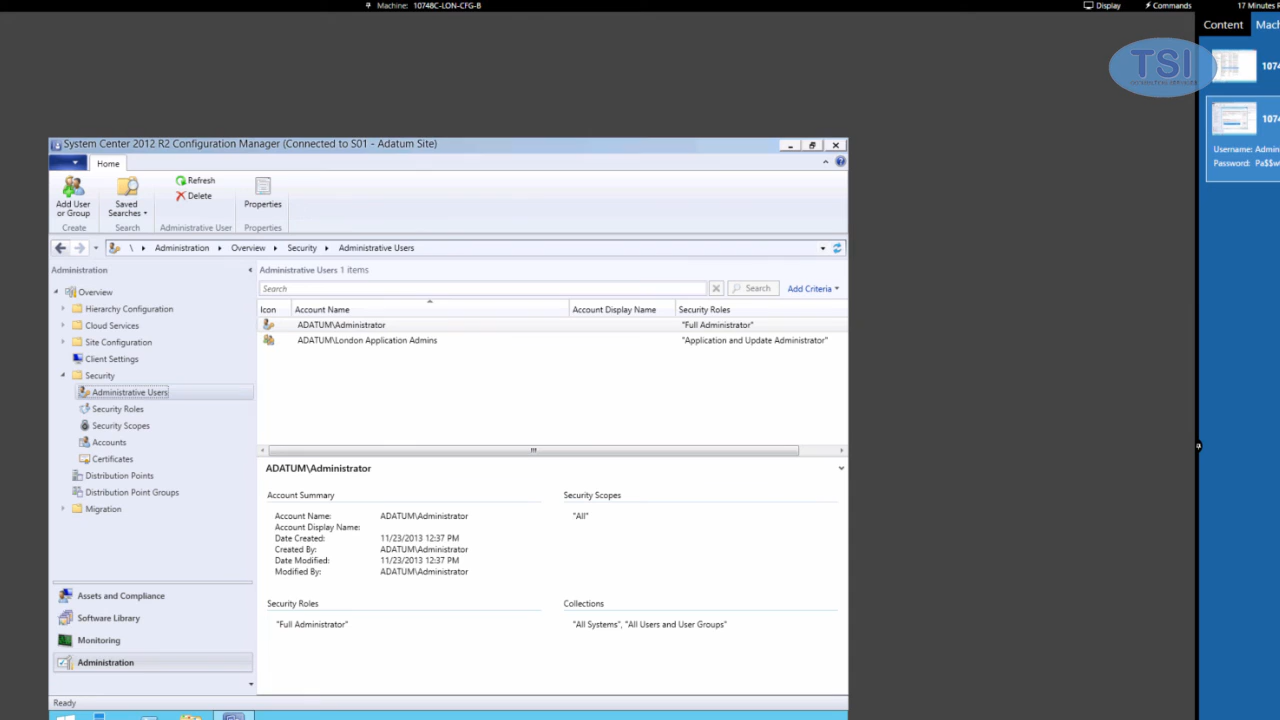 Machine: 10748C-LON-CFG-B
Display
Commands
17 Minutes R
Content
Mach
TSI
1074
1074
Username: Admin
Password: Pa$$w
System Center 2012 R2 Configuration Manager (Connected to S01 - Adatum Site)
Home
Add User or Group
Saved Searches
Refresh
Delete
Properties
Create
Search
Administrative User
Properties
\ Administration Overview Security Administrative Users
Administration
Overview
Hierarchy Configuration
Cloud Services
Site Configuration
Client Settings
Security
Administrative Users
Security Roles
Security Scopes
Accounts
Certificates
Distribution Points
Distribution Point Groups
Migration
Assets and Compliance
Software Library
Monitoring
Administration
Administrative Users 1 items
Search
Search
Add Criteria
Icon Account Name Account Display Name Security Roles
ADATUM\Administrator "Full Administrator"
ADATUM\London Application Admins "Application and Update Administrator"
ADATUM\Administrator
Account Summary
Account Name: ADATUM\Administrator
Account Display Name:
Date Created: 11/23/2013 12:37 PM
Created By: ADATUM\Administrator
Date Modified: 11/23/2013 12:37 PM
Modified By: ADATUM\Administrator
Security Scopes
"All"
Security Roles
"Full Administrator"
Collections
"All Systems", "All Users and User Groups"
Ready